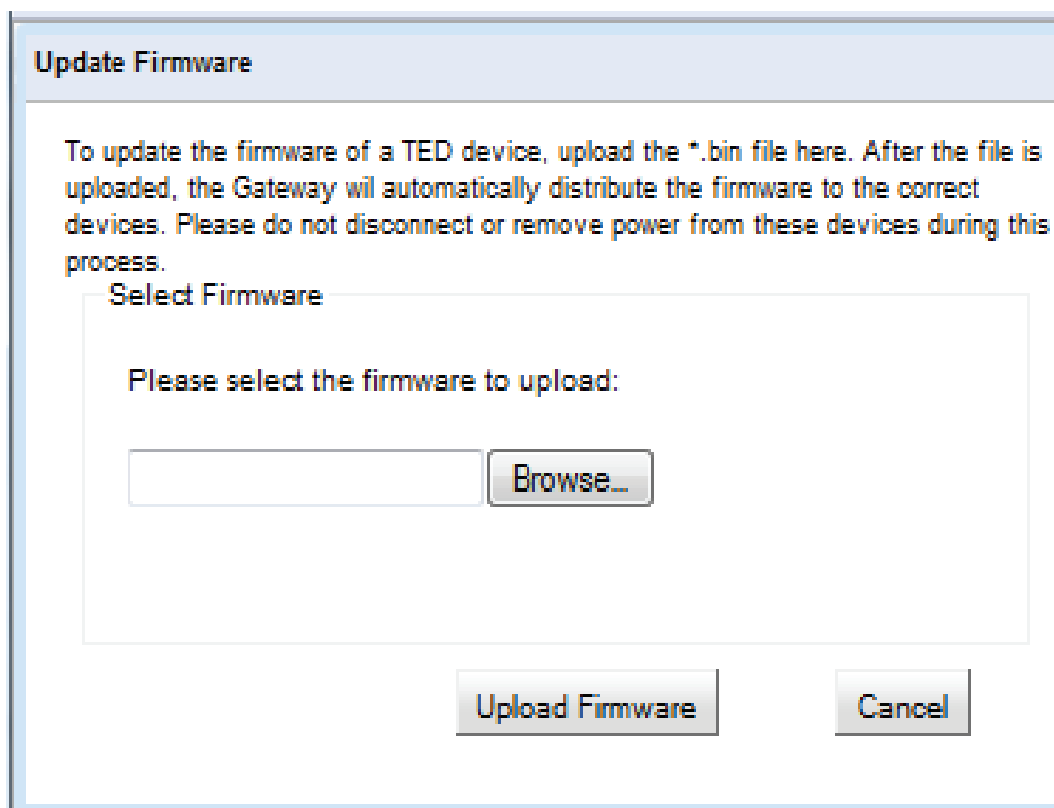 Update Firmware
To update the firmware of a TED device, upload the *.bin file here. After the file is
uploaded, the Gateway wil automatically distribute the firmware to the correct
devices. Please do not disconnect or remove power from these devices during this
process.
Select Firmware
Please select the firmware to upload:
Browse...
Upload Firmware
Cancel